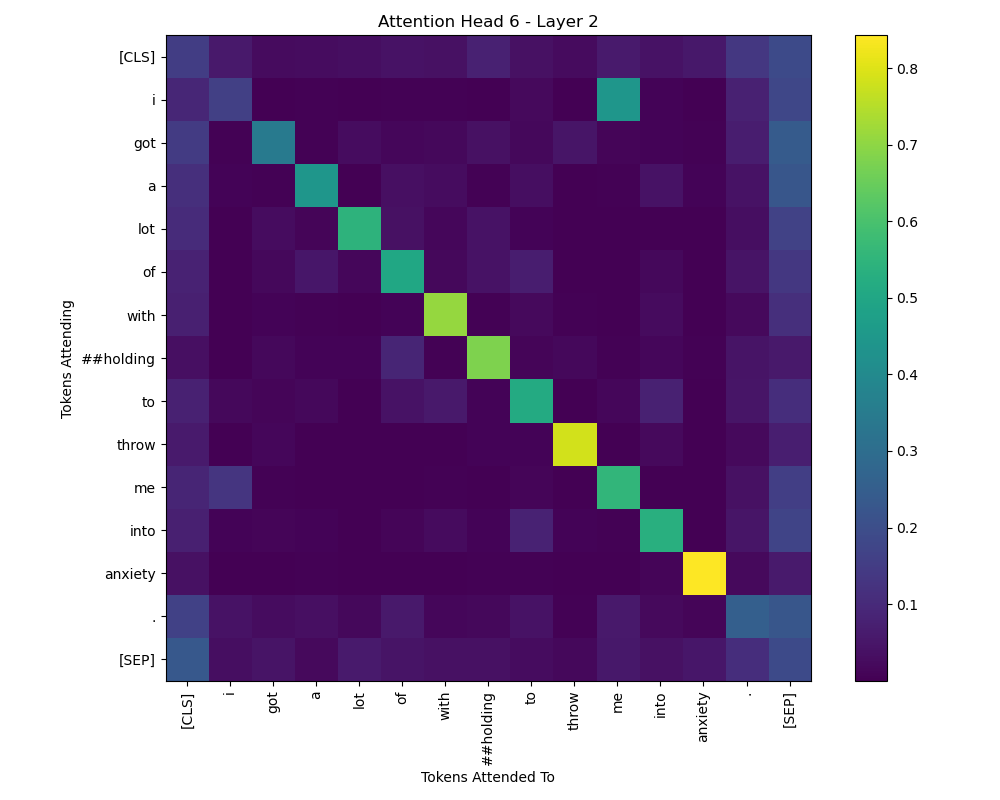 Attention Head 6 - Layer 2
[CLS]
i
got
a
lot
of
with
##holding
to
throw
me
into
anxiety
.
[SEP]
Tokens Attending
[CLS]
i
got
a
lot
of
with
##holding
to
throw
me
into
anxiety
.
[SEP]
Tokens Attended To
0.8
0.7
0.6
0.5
0.4
0.3
0.2
0.1